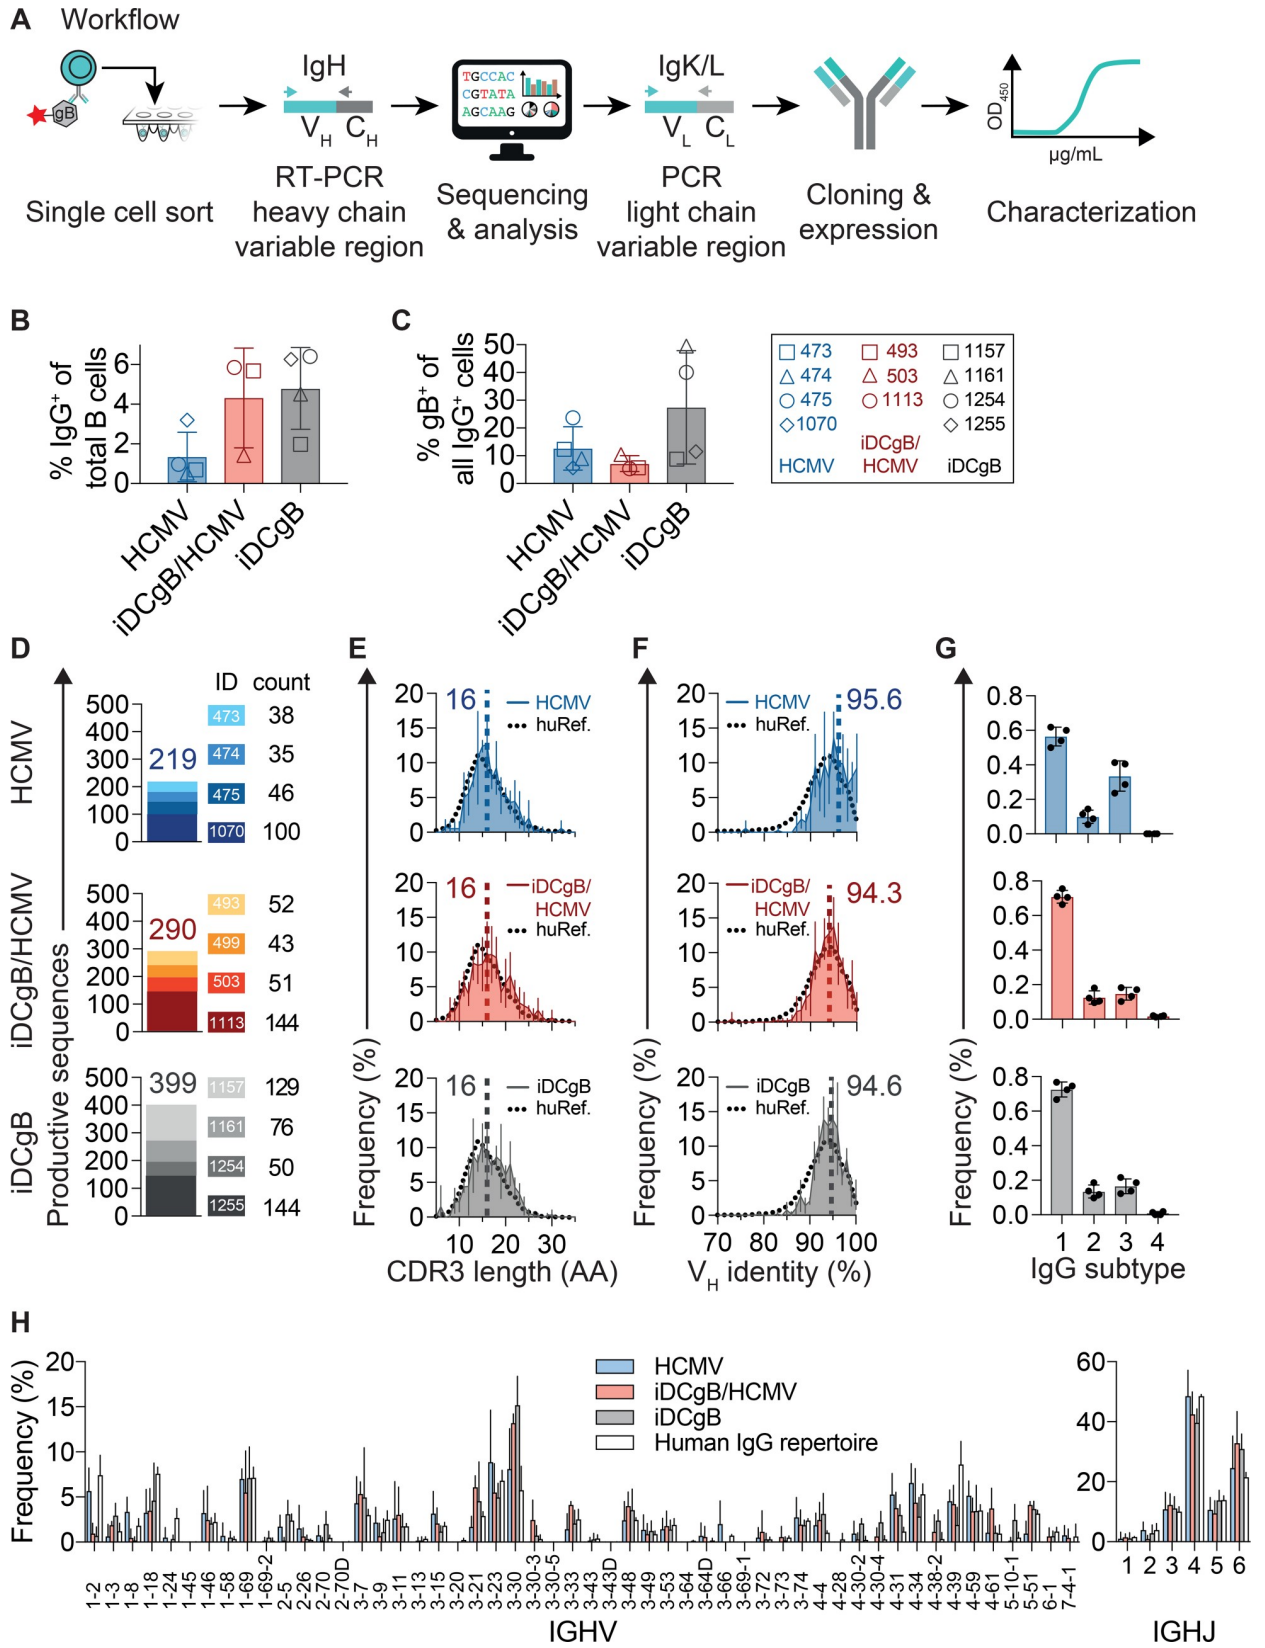 A Workflow
gB
IgH
V_H C_H
TGCCAC
CGTATA
AGCAAG
IgK/L
V_L C_L
OD_450
µg/mL
Single cell sort
RT-PCR
heavy chain
variable region
Sequencing
& analysis
PCR
light chain
variable region
Cloning &
expression
Characterization
B
% IgG+ of
total B cells
6
4
2
0
HCMV
iDCgB/HCMV
iDCgB
C
% gB+ of
all IgG+ cells
50
40
30
20
10
0
HCMV
iDCgB/HCMV
iDCgB
473 493 1157
474 503 1161
475 1113 1254
1070 1255
iDCgB/
HCMV HCMV iDCgB
D
Productive sequences
ID count
HCMV
500
400
300
200
100
0
219
473 38
474 35
475 46
1070 100
iDCgB/HCMV
500
400
300
200
100
0
290
493 52
499 43
503 51
1113 144
iDCgB
500
400
300
200
100
0
399
1157 129
1161 76
1254 50
1255 144
E
Frequency (%)
20
15
10
5
0
16
HCMV
huRef.
20
15
10
5
0
16
iDCgB/
HCMV
huRef.
20
15
10
5
0
16
iDCgB
huRef.
10 20 30
CDR3 length (AA)
F
Frequency (%)
20
15
10
5
0
HCMV
huRef.
95.6
20
15
10
5
0
iDCgB/
HCMV
huRef.
94.3
20
15
10
5
0
iDCgB
huRef.
94.6
70 80 90 100
V_H identity (%)
G
Frequency (%)
0.8
0.6
0.4
0.2
0.0
0.8
0.6
0.4
0.2
0.0
0.8
0.6
0.4
0.2
0.0
1 2 3 4
IgG subtype
H
Frequency (%)
20
15
10
5
0
HCMV
iDCgB/HCMV
iDCgB
Human IgG repertoire
1-2
1-3
1-8
1-18
1-24
1-45
1-46
1-58
1-69
1-69-2
2-5
2-26
2-70
2-70D
3-7
3-9
3-11
3-13
3-15
3-20
3-21
3-23
3-30
3-30-3
3-30-5
3-33
3-43
3-43D
3-48
3-49
3-53
3-64
3-64D
3-66
3-69-1
3-72
3-73
3-74
4-4
4-28
4-30-2
4-30-4
4-31
4-34
4-38-2
4-39
4-59
4-61
5-10-1
5-51
6-1
7-4-1
IGHV
60
40
20
0
1 2 3 4 5 6
IGHJ